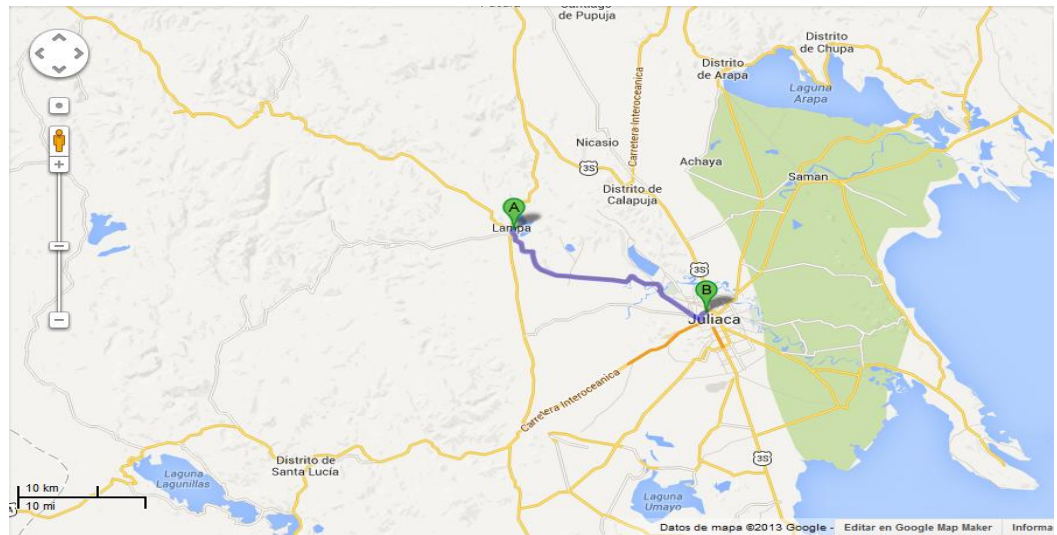 Santiago
de Pupuja
Distrito
de Chupa
Distrito
de Arapa
Laguna
Arapa
Carretera Interoceanica
Nicasio
3S
Achaya
Saman
Distrito de
Calapuja
A
Lampa
3S
B
Juliaca
Carretera Interoceanica
Distrito de
Santa Lucía
3S
Laguna
Lagunillas
Laguna
Umayo
10 km
10 mi
Datos de mapa ©2013 Google - Editar en Google Map Maker Informa